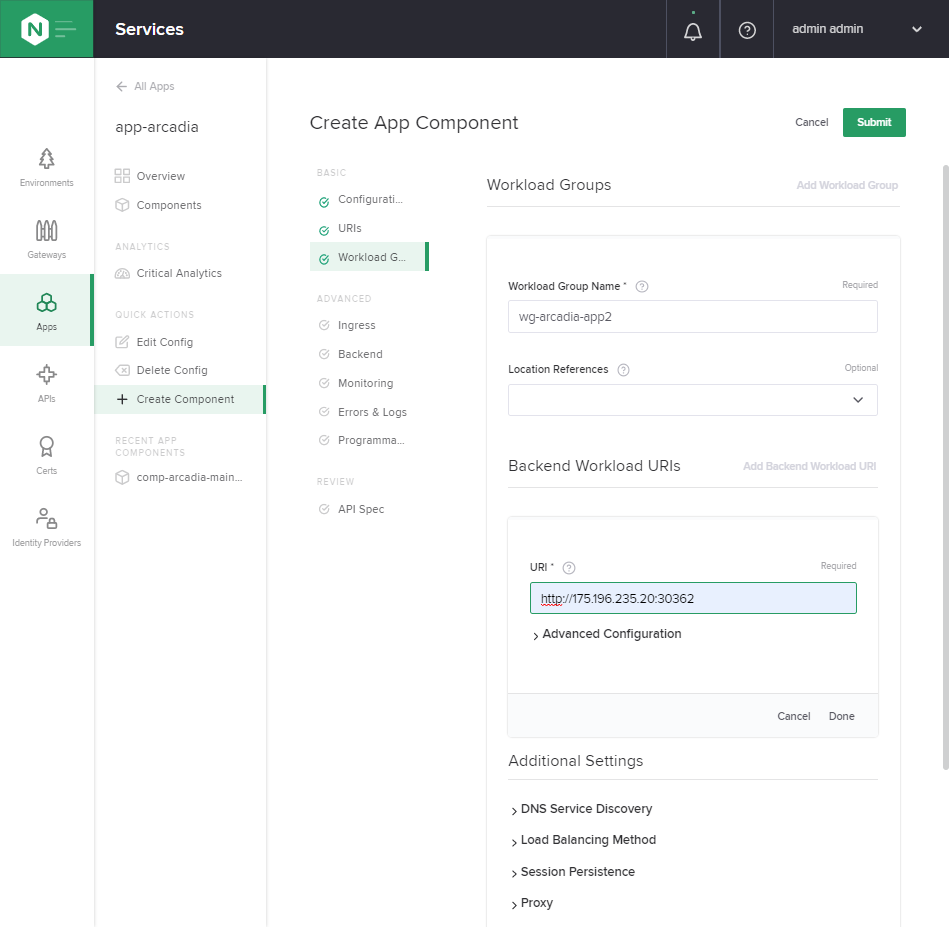 N
Services
admin admin
Environments
Gateways
Apps
APIs
Certs
Identity Providers
All Apps
app-arcadia
Overview
Components
ANALYTICS
Critical Analytics
QUICK ACTIONS
Edit Config
Delete Config
Create Component
RECENT APP
COMPONENTS
comp-arcadia-main...
Create App Component
Cancel
Submit
BASIC
Configurati...
URIs
Workload G...
ADVANCED
Ingress
Backend
Monitoring
Errors & Logs
Programma...
REVIEW
API Spec
Workload Groups
Add Workload Group
Workload Group Name *
Required
wg-arcadia-app2
Location References
Optional
Backend Workload URIs
Add Backend Workload URI
URI *
Required
http://175.196.235.20:30362
Advanced Configuration
Cancel
Done
Additional Settings
DNS Service Discovery
Load Balancing Method
Session Persistence
Proxy